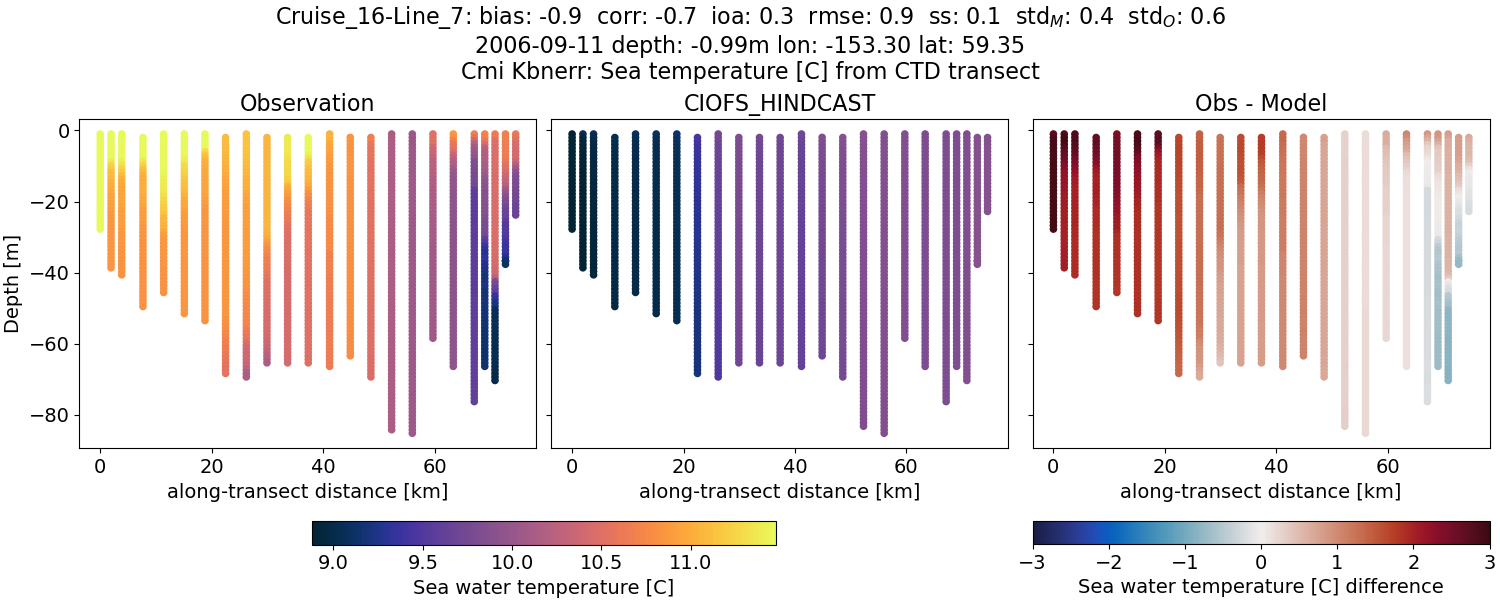 Cruise_16-Line_7: bias: -0.9 corr: -0.7 ioa: 0.3 rmse: 0.9 ss: 0.1 std_M: 0.4 std_O: 0.6
2006-09-11 depth: -0.99m lon: -153.30 lat: 59.35
Cmi Kbnerr: Sea temperature [C] from CTD transect
Observation CIOFS_HINDCAST Obs - Model
Depth [m]
0
−20
−40
−60
−80
0 20 40 60 0 20 40 60 0 20 40 60
along-transect distance [km] along-transect distance [km] along-transect distance [km]
9.0 9.5 10.0 10.5 11.0 −3 −2 −1 0 1 2 3
Sea water temperature [C] Sea water temperature [C] difference